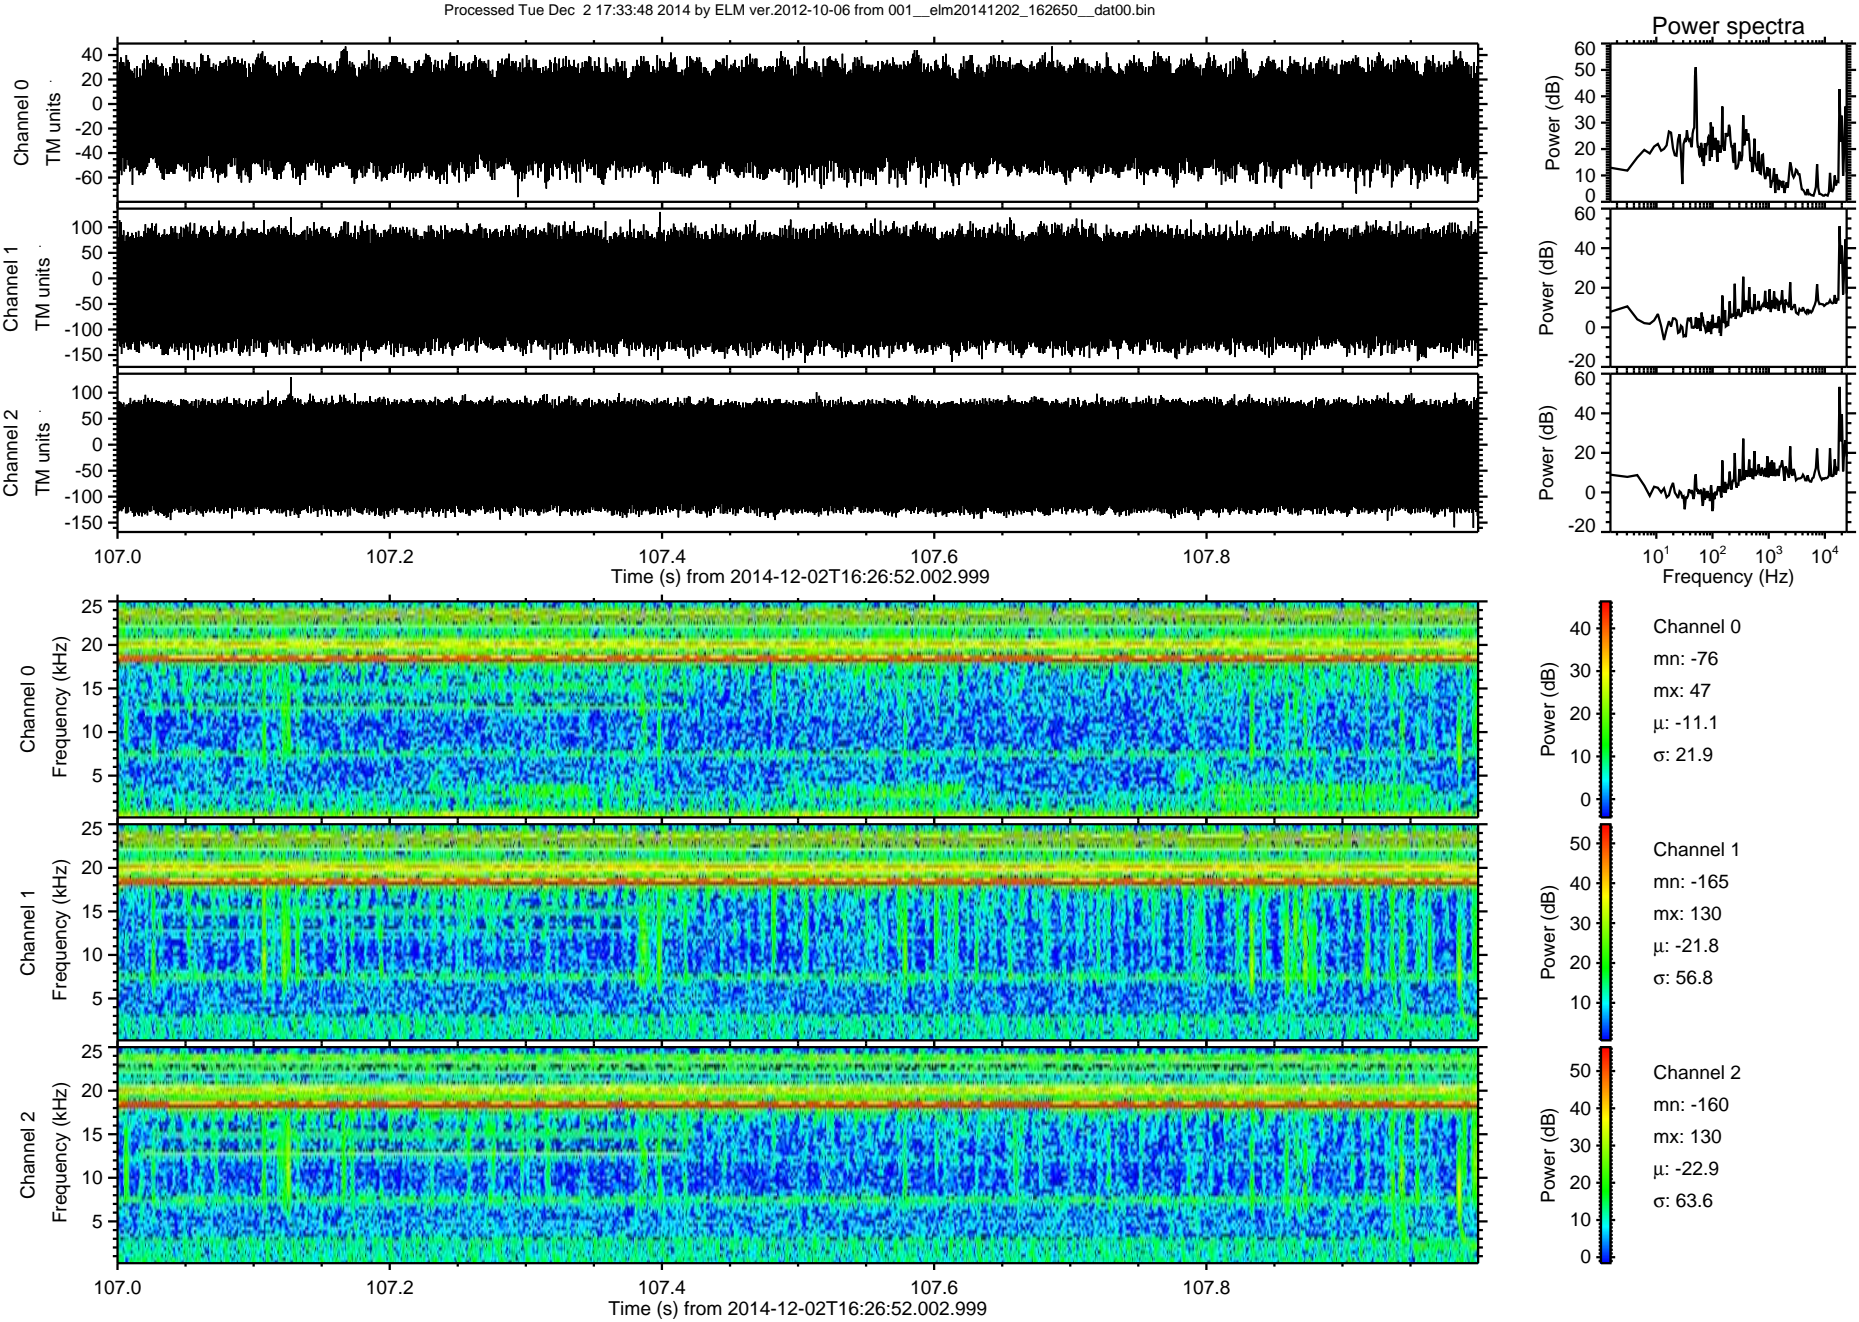 Processed Tue Dec  2 17:33:48 2014 by ELM ver.2012-10-06 from 001__elm20141202_162650__dat00.bin
Power spectra
Channel 0
TM units
40
20
0
-20
-40
-60
Power (dB)
60
50
40
30
20
10
0
Channel 1
TM units
100
50
0
-50
-100
-150
Power (dB)
60
40
20
0
-20
Channel 2
TM units
100
50
0
-50
-100
-150
Power (dB)
60
40
20
0
-20
107.0 107.2 107.4 107.6 107.8
Time (s) from 2014-12-02T16:26:52.002.999
10¹ 10² 10³ 10⁴
Frequency (Hz)
Channel 0
Frequency (kHz)
25
20
15
10
5
Power (dB)
40
30
20
10
0
Channel 0
mn: -76
mx: 47
μ: -11.1
σ: 21.9
Channel 1
Frequency (kHz)
25
20
15
10
5
Power (dB)
50
40
30
20
10
Channel 1
mn: -165
mx: 130
μ: -21.8
σ: 56.8
Channel 2
Frequency (kHz)
25
20
15
10
5
Power (dB)
50
40
30
20
10
0
Channel 2
mn: -160
mx: 130
μ: -22.9
σ: 63.6
107.0 107.2 107.4 107.6 107.8
Time (s) from 2014-12-02T16:26:52.002.999